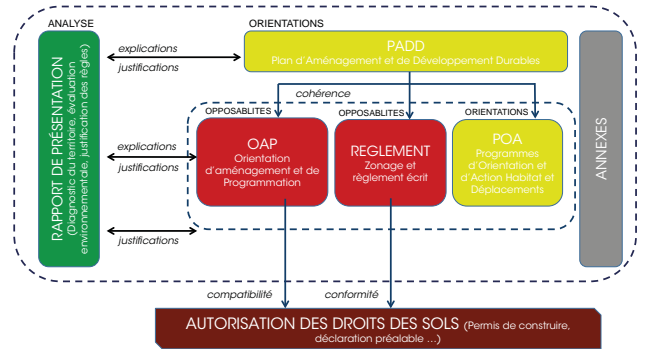 ANALYSE
ORIENTATIONS
PADD
Plan d'Aménagement et de Développement Durables
explications
justifications
cohérence
OPPOSABLITES
OPPOSABLITES
ORIENTATIONS
OAP
Orientation
d'aménagement et de
Programmation
REGLEMENT
Zonage et
règlement écrit
POA
Programmes
d'Orientation et
d'Action Habitat et
Déplacements
explications
justifications
justifications
RAPPORT DE PRÉSENTATION
(Diagnostic du territoire, évaluation
environnementale, justification des règles)
ANNEXES
compatibilité
conformité
AUTORISATION DES DROITS DES SOLS (Permis de construire,
déclaration préalable ...)